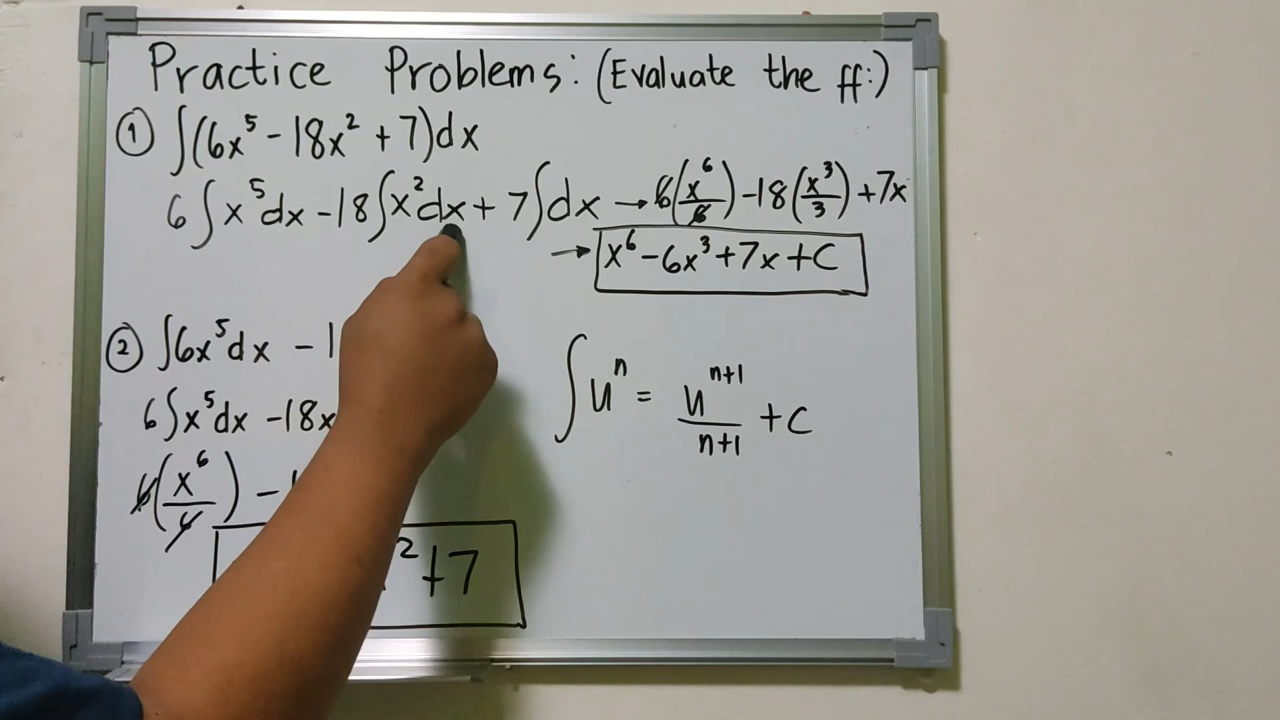 Practice Problems: (Evaluate the ff:)
① ∫(6x⁵ - 18x² + 7)dx
6∫x⁵dx - 18∫x²dx + 7∫dx → 6(x⁶/6) - 18(x³/3) + 7x
→ x⁶ - 6x³ + 7x + C
② ∫6x⁵dx - 1
6∫x⁵dx - 18x
6(x⁶/6) -
² + 7
∫uⁿ = uⁿ⁺¹/n+1 + C